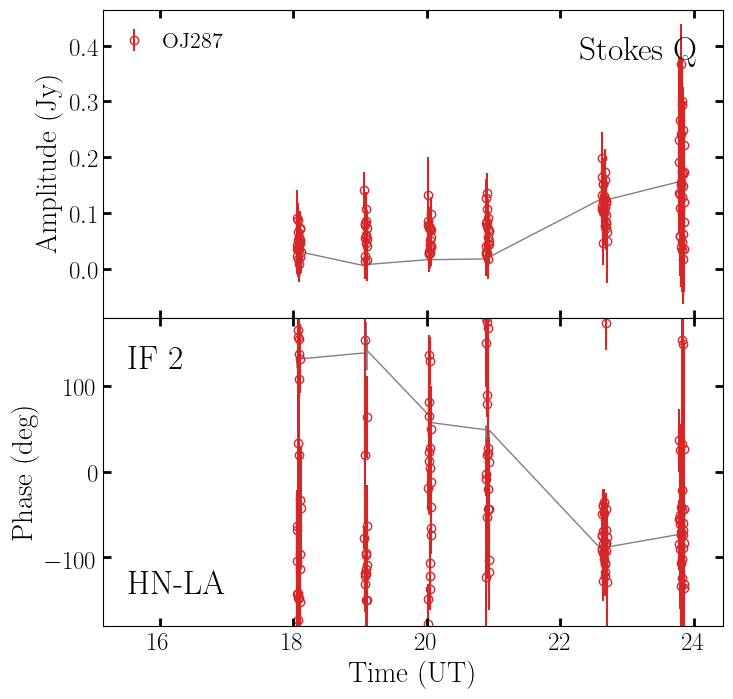 OJ287
Stokes Q
Amplitude (Jy)
0.4
0.3
0.2
0.1
0.0
IF 2
HN-LA
Phase (deg)
100
0
−100
16
18
20
22
24
Time (UT)